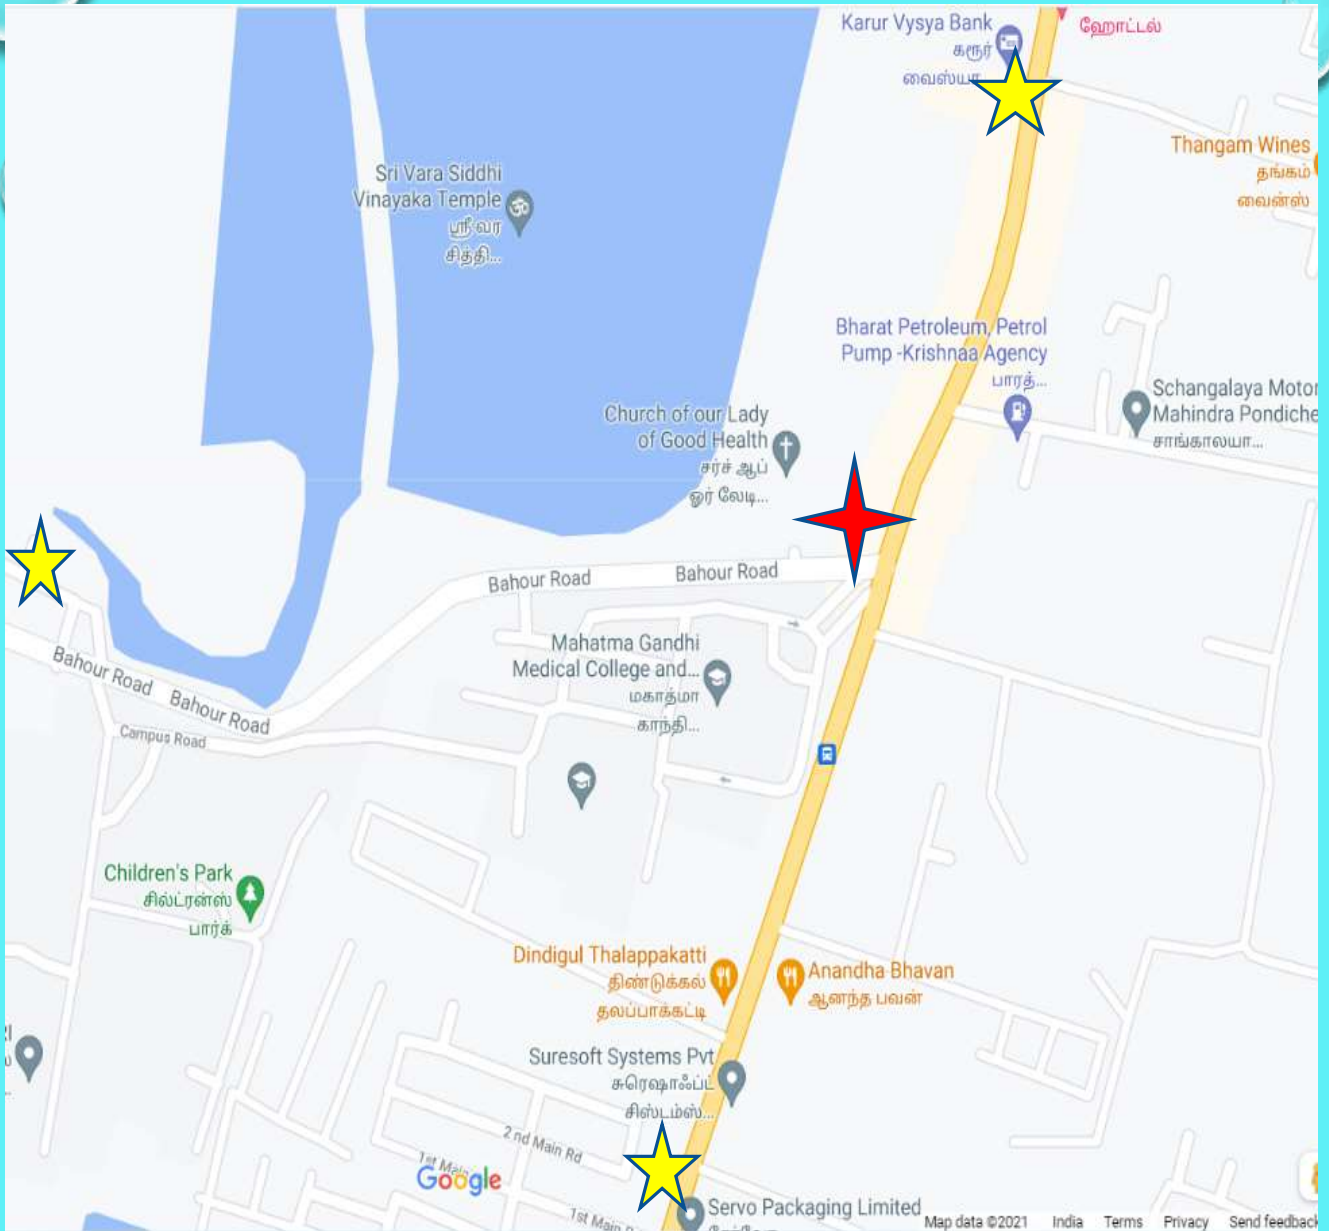 Karur Vysya Bank
கரூர்
வைஸ்யா...
ஹோட்டல்
Thangam Wines
தங்கம்
வைன்ஸ்
Sri Vara Siddhi
Vinayaka Temple
ஸ்ரீ வர
சித்தி...
Bharat Petroleum, Petrol
Pump -Krishnaa Agency
பாரத்...
Schangalaya Motor
Mahindra Pondiche
சாங்காலயா...
Church of our Lady
of Good Health
சர்ச் ஆப்
ஓர் லேடி...
Bahour Road
Bahour Road
Mahatma Gandhi
Medical College and...
மகாத்மா
காந்தி...
Bahour Road
Bahour Road
Campus Road
Children's Park
சில்ட்ரன்ஸ்
பார்க்
Dindigul Thalappakatti
திண்டுக்கல்
தலப்பாக்கட்டி
Anandha Bhavan
ஆனந்த பவன்
Suresoft Systems Pvt
சுரெஷாஃப்ட்
சிஸ்டம்ஸ்...
2 nd Main Rd
1st Main
Google
1st Main
Servo Packaging Limited
Map data ©2021 India Terms Privacy Send feedback